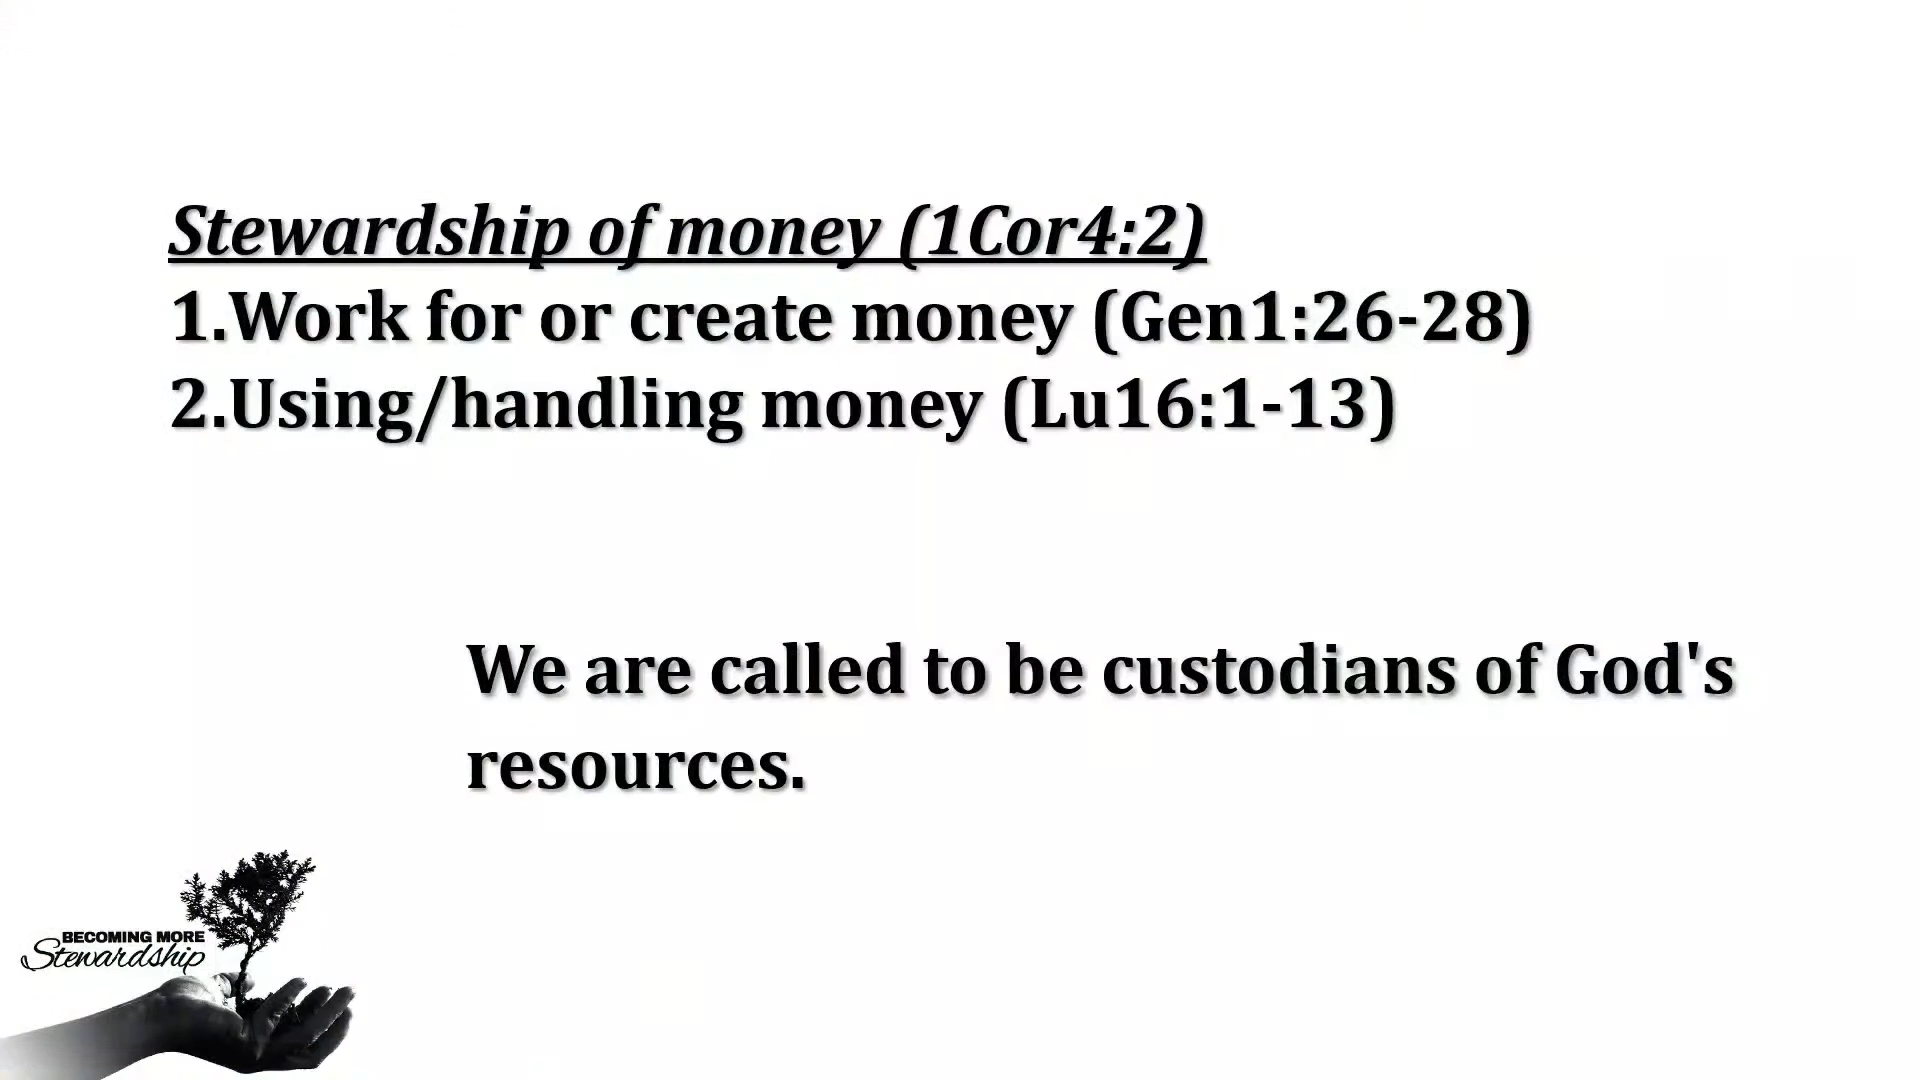 Stewardship of money (1Cor4:2)
1.Work for or create money (Gen1:26-28)
2.Using/handling money (Lu16:1-13)
We are called to be custodians of God's
resources.
BECOMING MORE
Stewardship